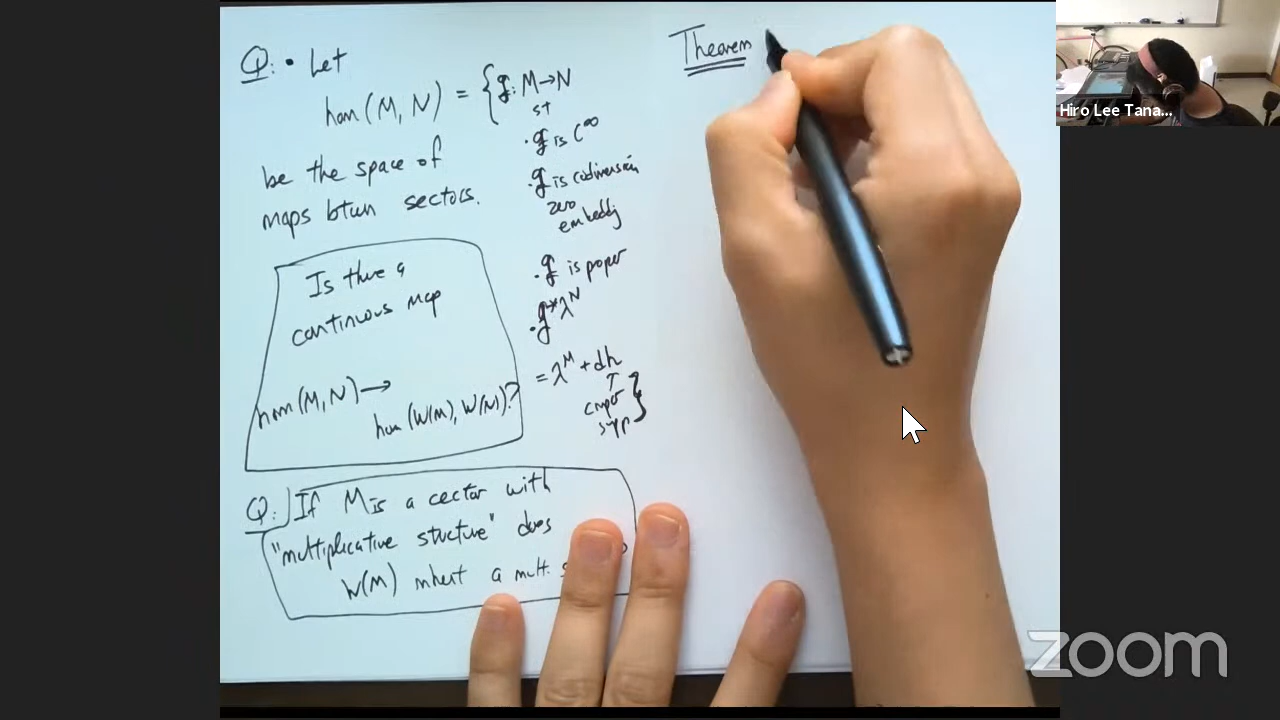 Q: • Let
hom(M, N) = {g: M→N
st
• g is C^∞
be the space of
• g is codimension
zero
embeddg
maps btwn sectors.
• g is proper
• g*λ^N
= λ^M + dh
↑
cmpct
supp }
Is there a
continuous map
hom(M,N) →
hom(W(M), W(N))?
Q: If M is a sector with
"multiplicative structure" does
W(M) inherit a mult.
Theorem
Hiro Lee Tana...
zoom